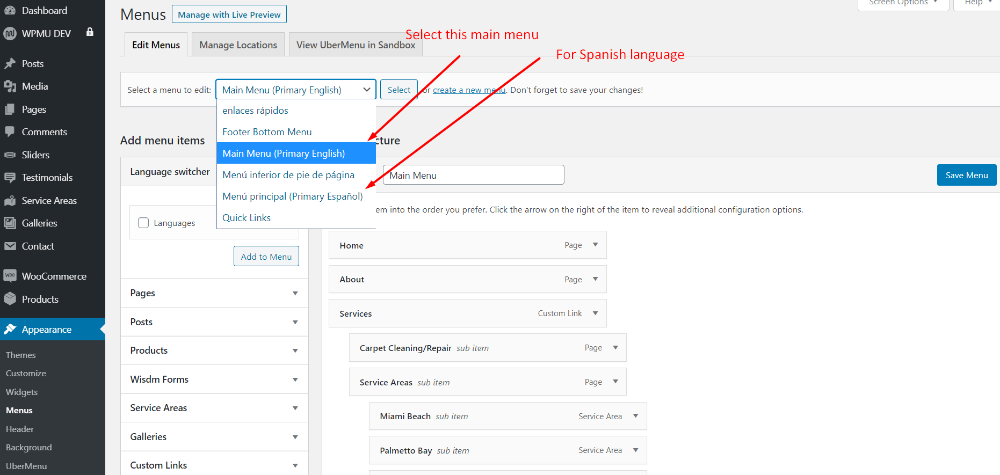 Dashboard
WPMU DEV
Posts
Media
Pages
Comments
Sliders
Testimonials
Service Areas
Galleries
Contact
WooCommerce
Products
Appearance
Themes
Customize
Widgets
Menus
Header
Background
UberMenu
Screen Options
Help
Menus
Manage with Live Preview
Edit Menus
Manage Locations
View UberMenu in Sandbox
Select this main menu
For Spanish language
Select a menu to edit:
Main Menu (Primary English)
Select
or create a new menu. Don't forget to save your changes!
enlaces rápidos
Footer Bottom Menu
Main Menu (Primary English)
Menú inferior de pie de página
Menú principal (Primary Español)
Quick Links
Add menu items
Language switcher
Languages
Add to Menu
Pages
Posts
Products
Wisdm Forms
Service Areas
Galleries
Custom Links
cture
Main Menu
Save Menu
em into the order you prefer. Click the arrow on the right of the item to reveal additional configuration options.
Home Page
About Page
Services Custom Link
Carpet Cleaning/Repair sub item Page
Service Areas sub item Page
Miami Beach sub item Service Area
Palmetto Bay sub item Service Area